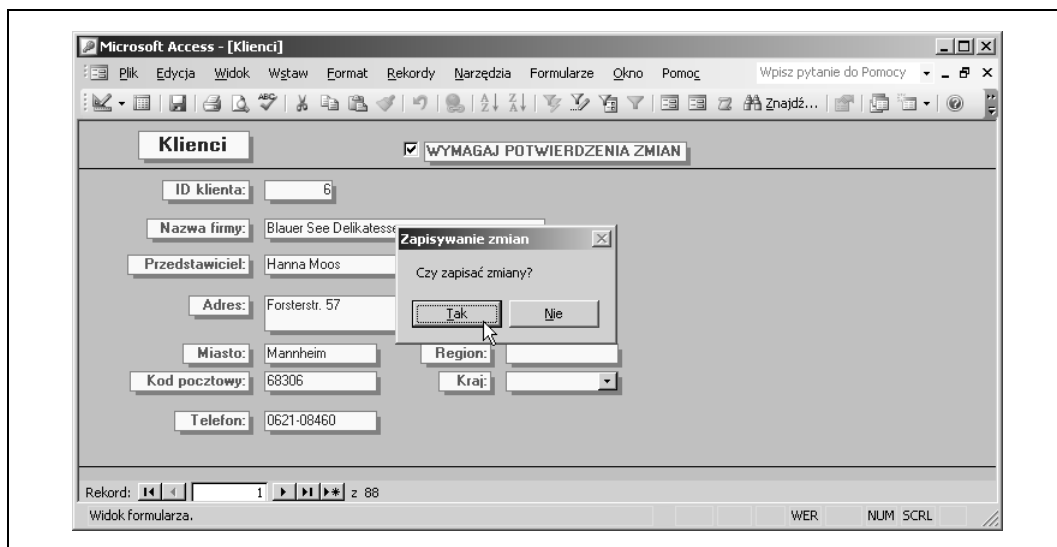 Microsoft Access - [Klienci]
Plik Edycja Widok Wstaw Format Rekordy Narzędzia Formularze Okno Pomoc Wpisz pytanie do Pomocy
Znajdź...
Klienci WYMAGAJ POTWIERDZENIA ZMIAN
ID klienta: 6
Nazwa firmy: Blauer See Delikatesse
Zapisywanie zmian
Przedstawiciel: Hanna Moos
Czy zapisać zmiany?
Adres: Forsterstr. 57
Tak Nie
Miasto: Mannheim Region:
Kod pocztowy: 68306 Kraj:
Telefon: 0621-08460
Rekord: 1 z 88
Widok formularza. WER NUM SCRL